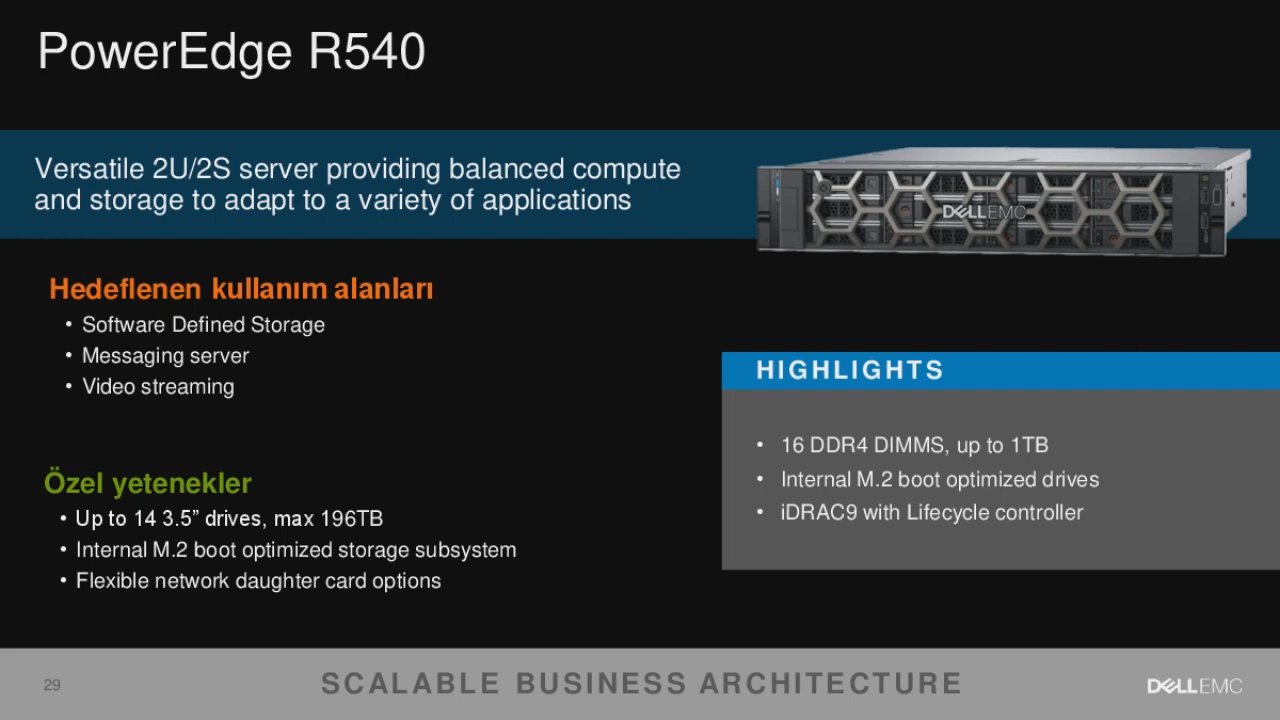 PowerEdge R540
Versatile 2U/2S server providing balanced compute
and storage to adapt to a variety of applications
DELLEMC
Hedeflenen kullanım alanları
• Software Defined Storage
• Messaging server
• Video streaming
HIGHLIGHTS
• 16 DDR4 DIMMS, up to 1TB
• Internal M.2 boot optimized drives
• iDRAC9 with Lifecycle controller
Özel yetenekler
• Up to 14 3.5” drives, max 196TB
• Internal M.2 boot optimized storage subsystem
• Flexible network daughter card options
29
SCALABLE BUSINESS ARCHITECTURE
DELLEMC